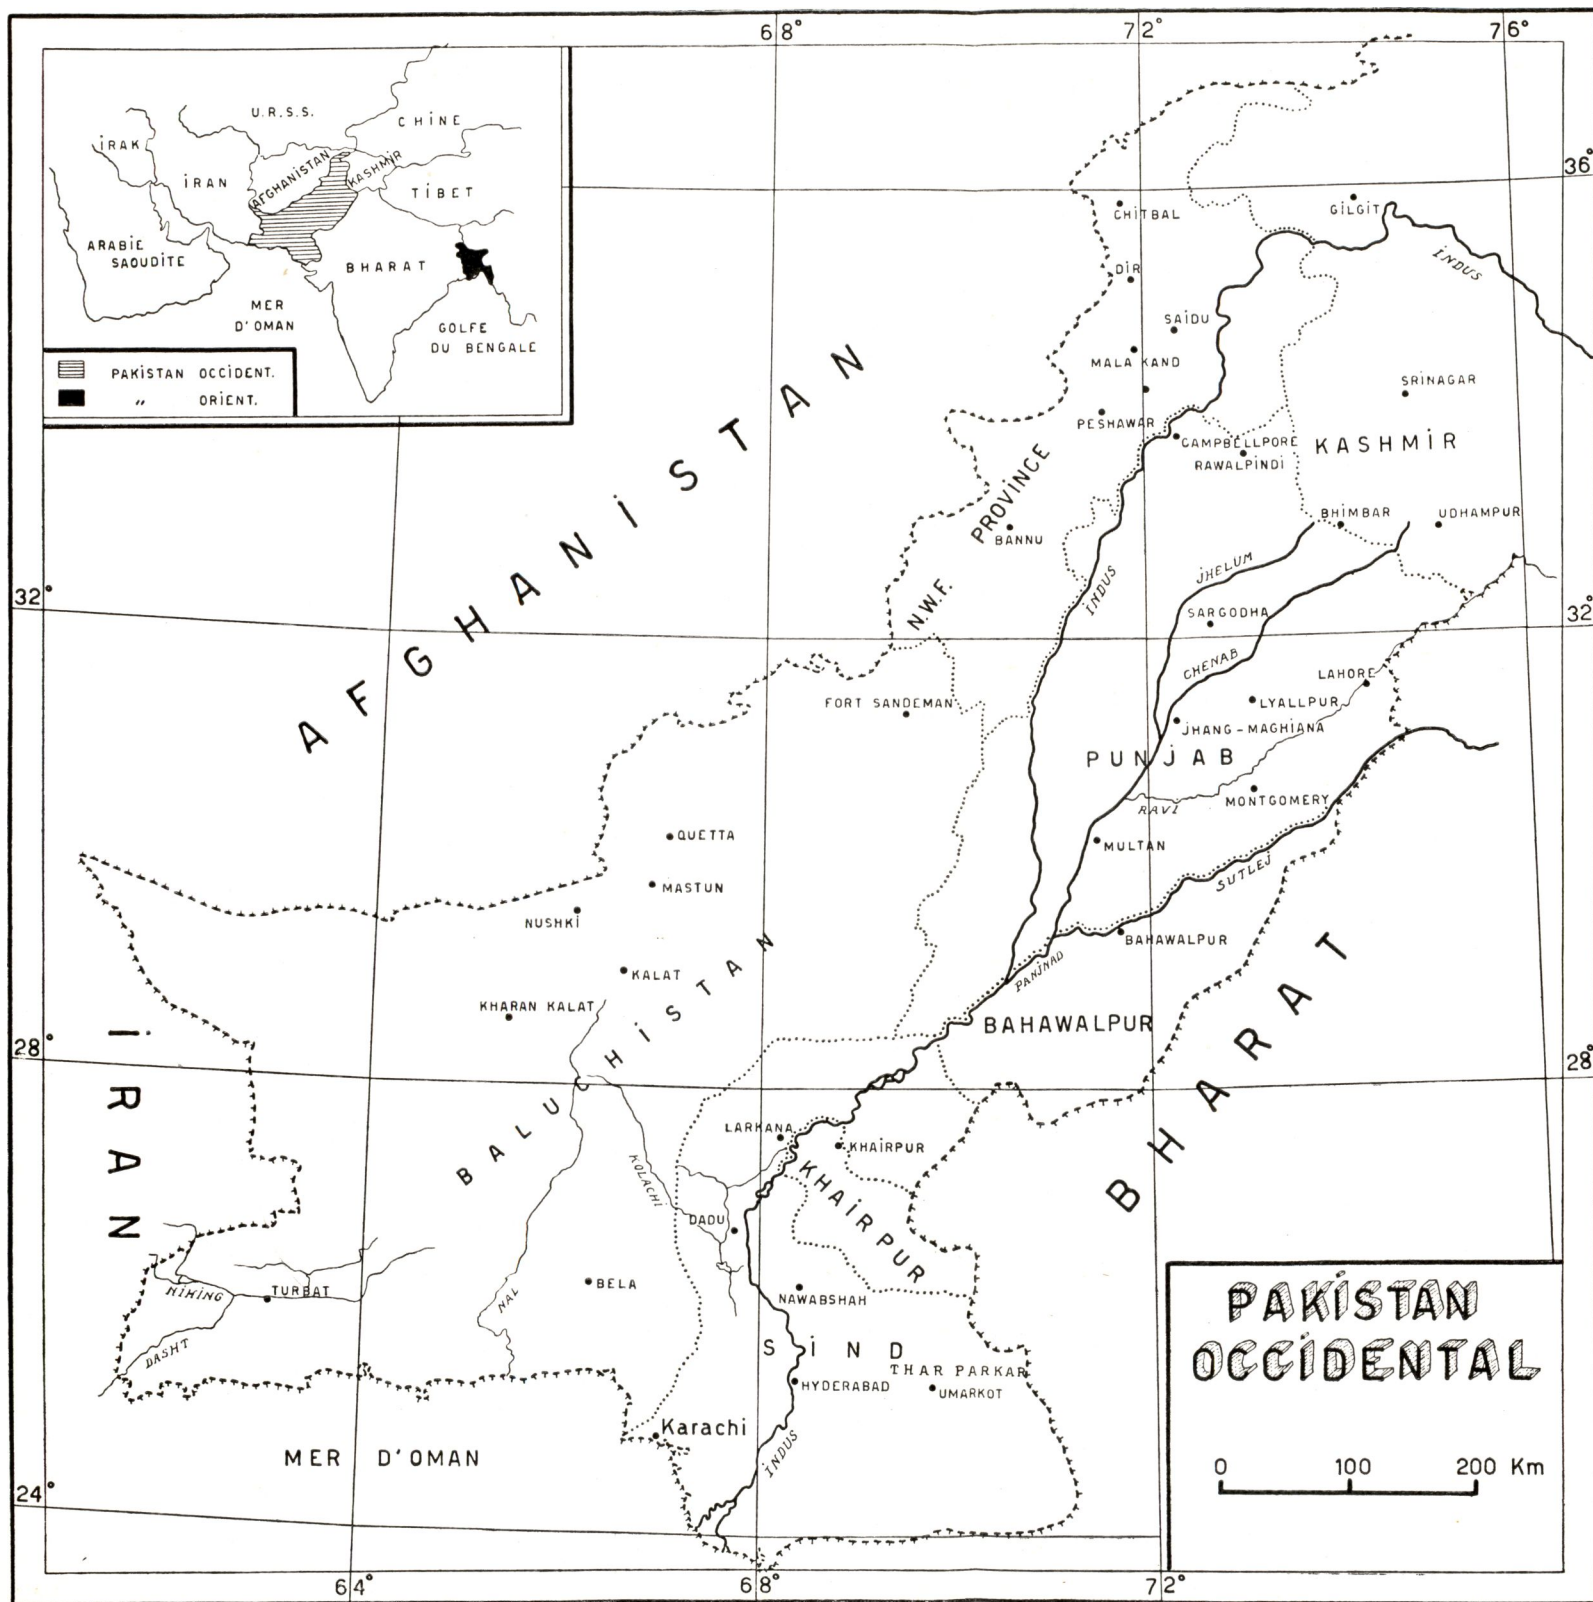 68°
72°
76°
U.R.S.S.
CHINE
IRAK
IRAN
AFGHANISTAN
KASHMIR
TIBET
ARABIE
SAOUDITE
BHARAT
MER
D'OMAN
GOLFE
DU BENGALE
PAKISTAN OCCIDENT.
" ORIENT.
36°
CHITBAL
GILGIT
INDUS
DIR
SAIDU
MALAKAND
SRINAGAR
PESHAWAR
CAMPBELLPORE
RAWALPINDI
KASHMIR
AFGHANISTAN
N.W.F. PROVINCE
BANNU
BHIMBAR
UDHAMPUR
INDUS
JHELUM
32°
SARGODHA
32°
CHENAB
LAHORE
FORT SANDEMAN
LYALLPUR
JHANG-MAGHIANA
PUNJAB
RAVI
MONTGOMERY
QUETTA
MULTAN
MASTUN
SUTLEJ
NUSHKI
BAHAWALPUR
KALAT
PANJNAD
KHARAN KALAT
BAHAWALPUR
IRAN
BALUCHISTAN
BHARAT
28°
28°
LARKANA
KHAIRPUR
KOLACHI
KHAIRPUR
DADU
NIHING
TURBAT
NAL
BELA
NAWABSHAH
DASHT
SIND
THAR PARKAR
HYDERABAD
UMARKOT
Karachi
MER D'OMAN
INDUS
PAKISTAN
OCCIDENTAL
0 100 200 Km
24°
64°
68°
72°